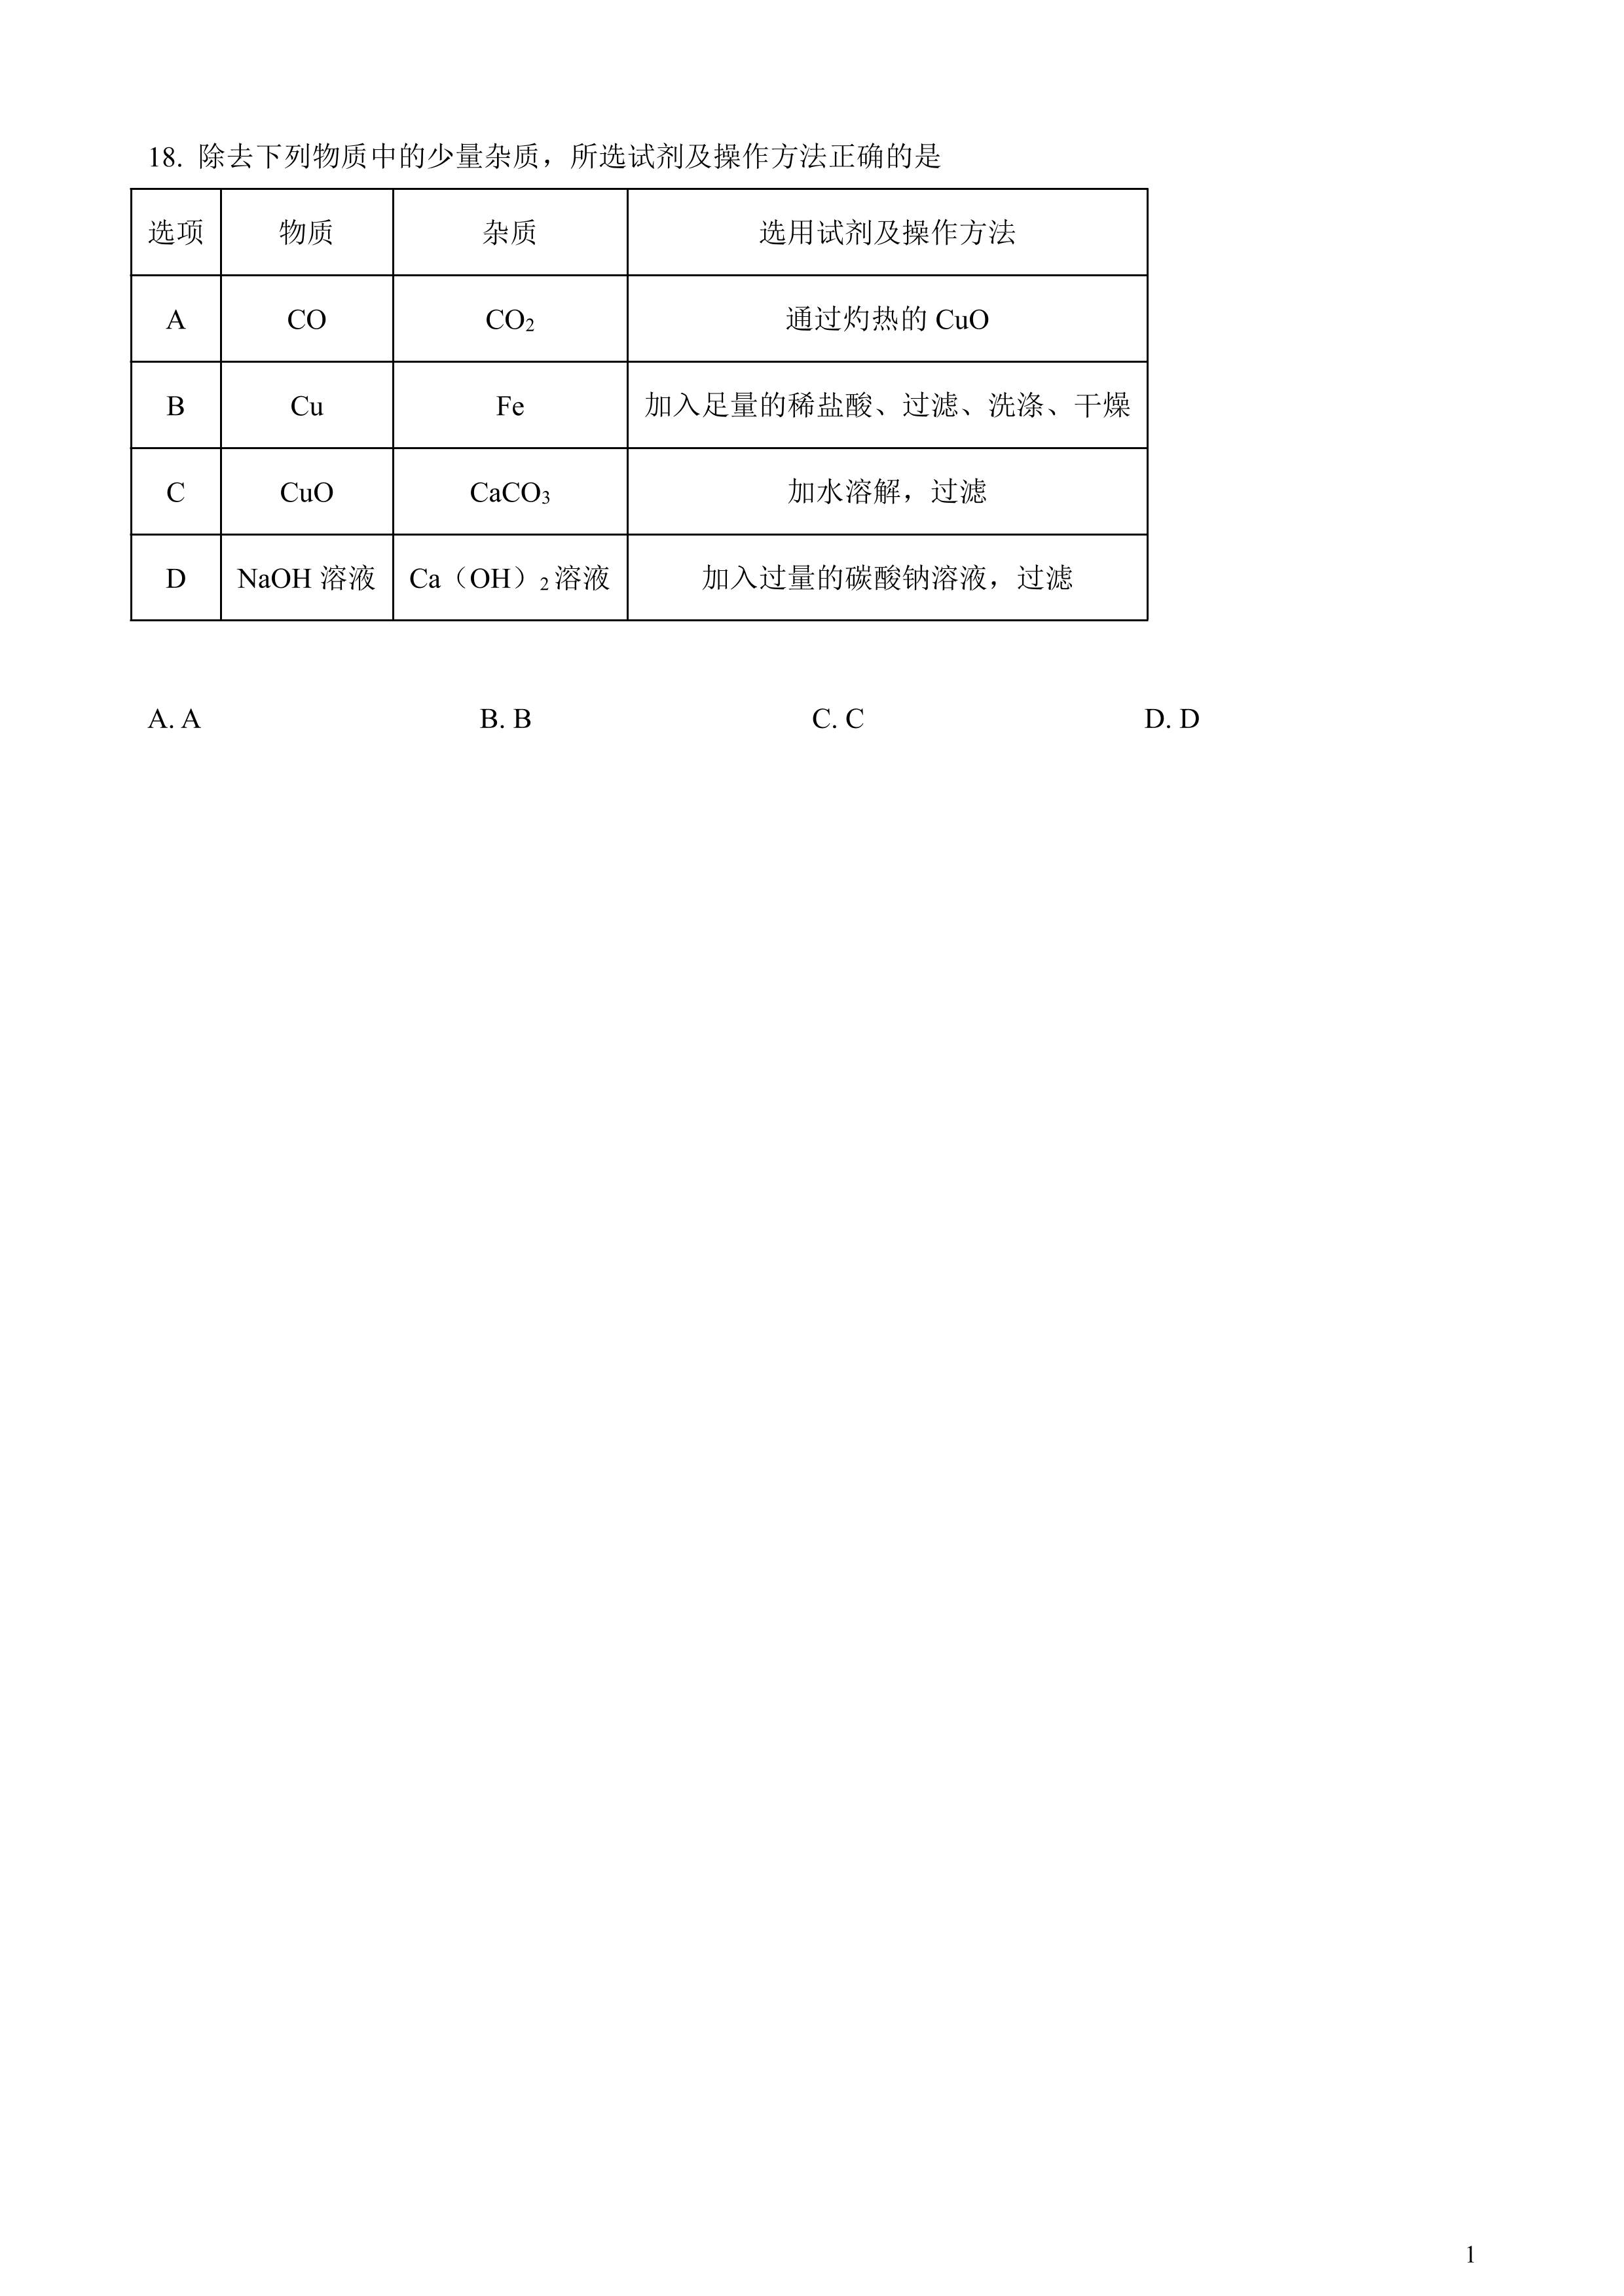 18. 除去下列物质中的少量杂质，所选试剂及操作方法正确的是
选项 物质 杂质 选用试剂及操作方法
A CO CO₂ 通过灼热的 CuO
B Cu Fe 加入足量的稀盐酸、过滤、洗涤、干燥
C CuO CaCO₃ 加水溶解，过滤
D NaOH 溶液 Ca（OH）₂溶液 加入过量的碳酸钠溶液，过滤
A. A B. B C. C D. D
1